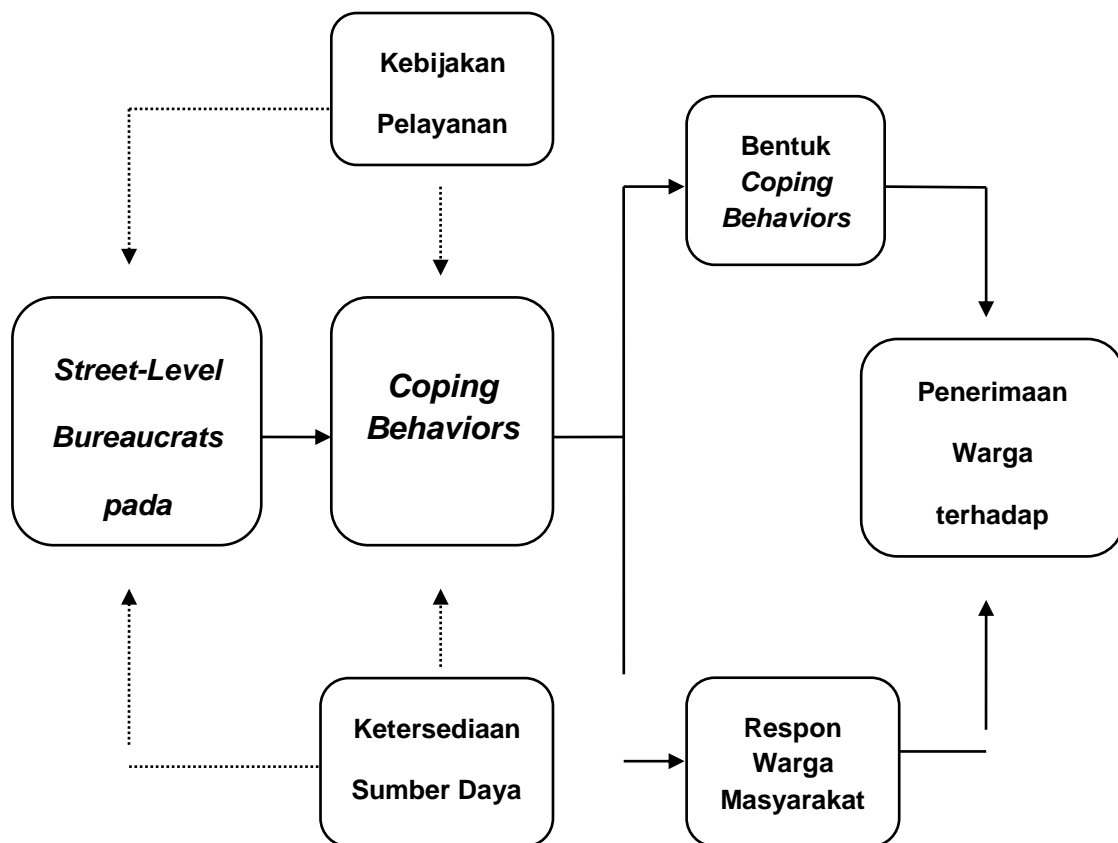 Kebijakan
Pelayanan
Bentuk
Coping
Behaviors
Street-Level
Bureaucrats
pada
Coping
Behaviors
Penerimaan
Warga
terhadap
Ketersediaan
Sumber Daya
Respon
Warga
Masyarakat